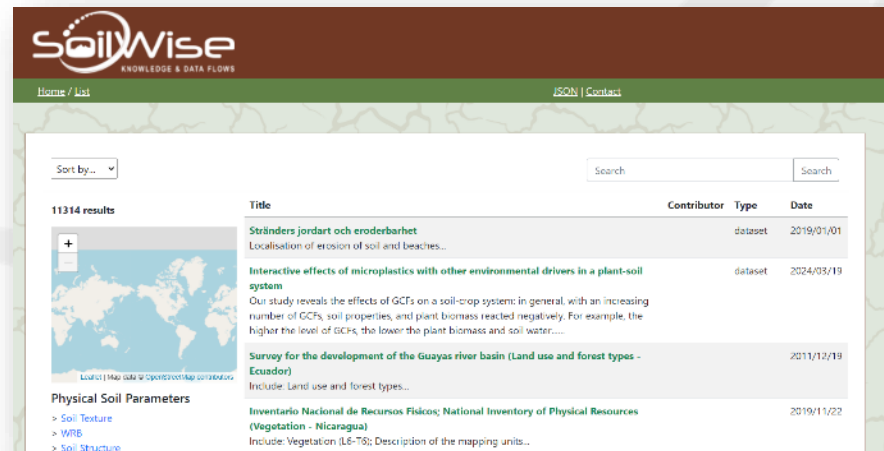 SoilWise
KNOWLEDGE & DATA FLOWS
Home / List
JSON | Contact
Sort by...
Search
Search
11314 results
Title
Contributor
Type
Date
+
−
Leaflet | Map data © OpenStreetMap contributors
Physical Soil Parameters
> Soil Texture
> WRB
> Soil Structure
Stränders jordart och eroderbarhet
dataset
2019/01/01
Localisation of erosion of soil and beaches...
Interactive effects of microplastics with other environmental drivers in a plant-soil
dataset
2024/03/19
system
Our study reveals the effects of GCFs on a soil-crop system: in general, with an increasing
number of GCFs, soil properties, and plant biomass reacted negatively. For example, the
higher the level of GCFs, the lower the plant biomass and soil water......
Survey for the development of the Guayas river basin (Land use and forest types -
2011/12/19
Ecuador)
Include: Land use and forest types...
Inventario Nacional de Recursos Fisicos; National Inventory of Physical Resources
2019/11/22
(Vegetation - Nicaragua)
Include: Vegetation (L6-T6); Description of the mapping units...